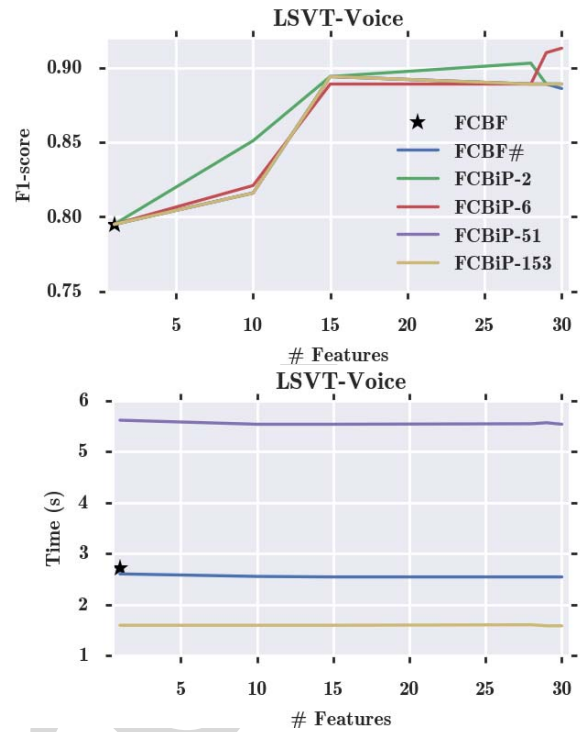 LSVT-Voice
0.90
0.85
0.80
0.75
F1-score
FCBF
FCBF#
FCBiP-2
FCBiP-6
FCBiP-51
FCBiP-153
5 10 15 20 25 30
# Features
LSVT-Voice
6
5
4
3
2
1
Time (s)
5 10 15 20 25 30
# Features